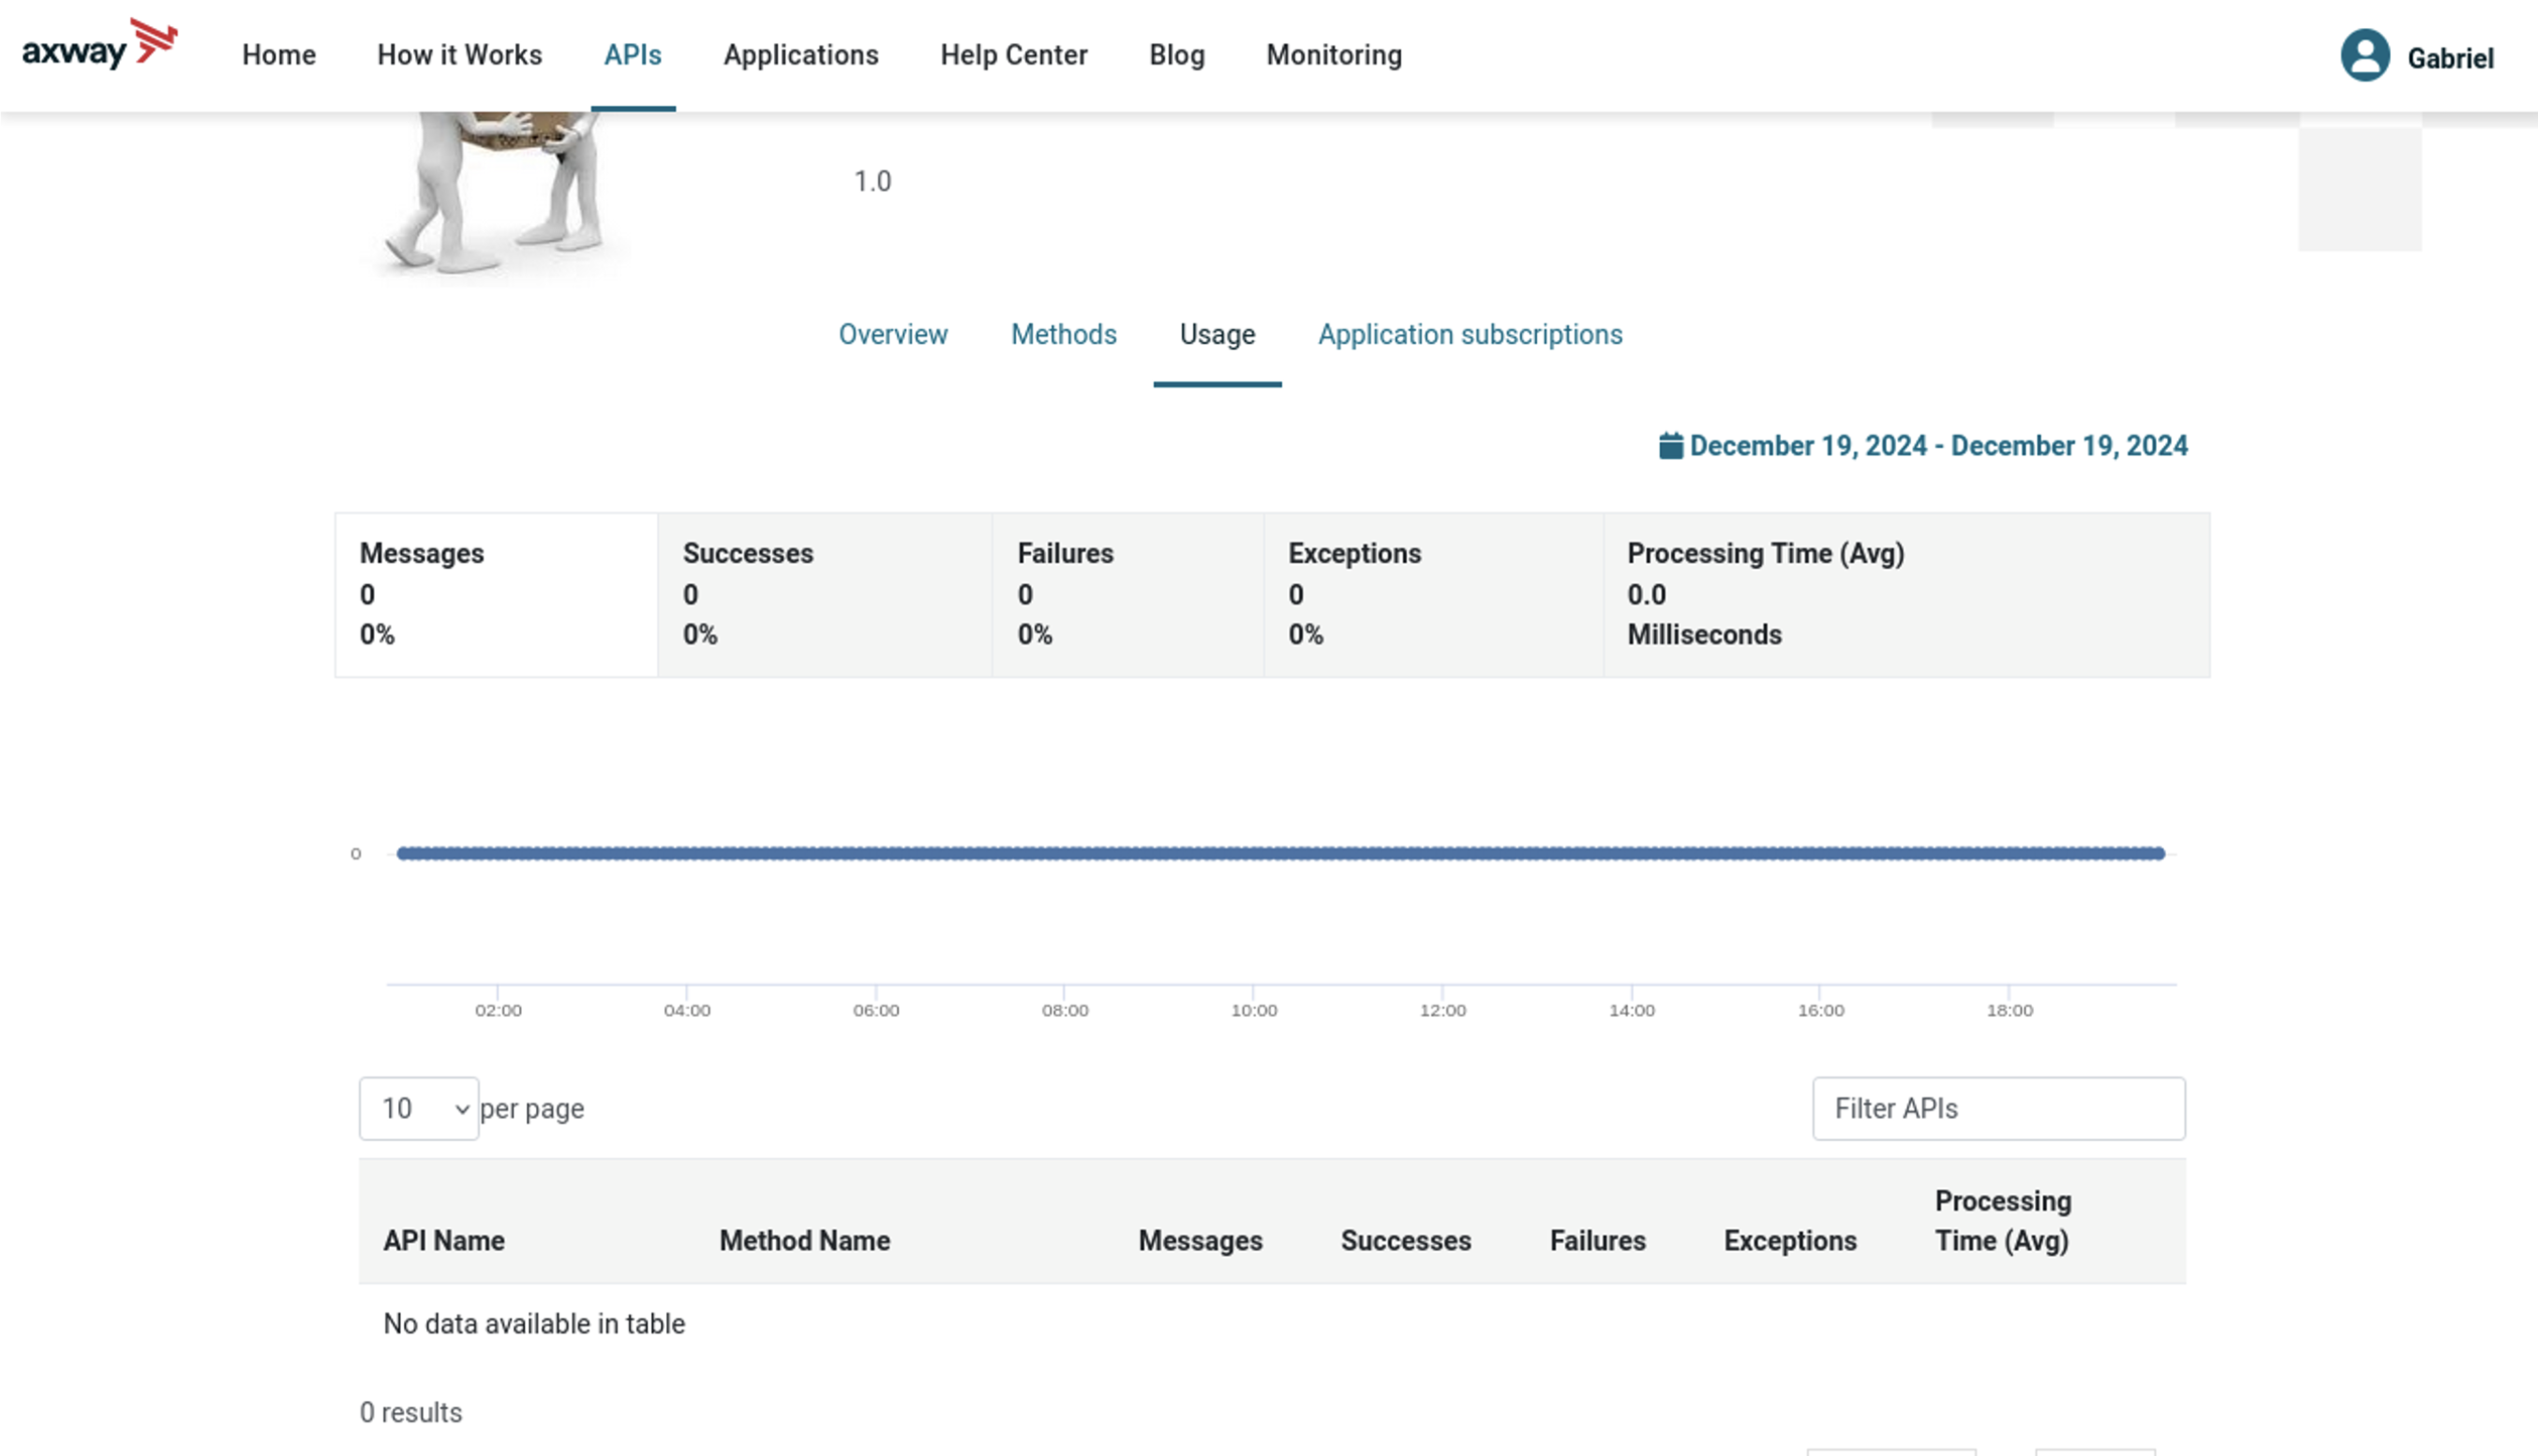 axway Home How it Works APIs Applications Help Center Blog Monitoring Gabriel
1.0
Overview Methods Usage Application subscriptions
December 19, 2024 - December 19, 2024
Messages Successes Failures Exceptions Processing Time (Avg)
0 0 0 0 0.0
0% 0% 0% 0% Milliseconds
0
02:00 04:00 06:00 08:00 10:00 12:00 14:00 16:00 18:00
10 per page Filter APIs
API Name Method Name Messages Successes Failures Exceptions Processing Time (Avg)
No data available in table
0 results